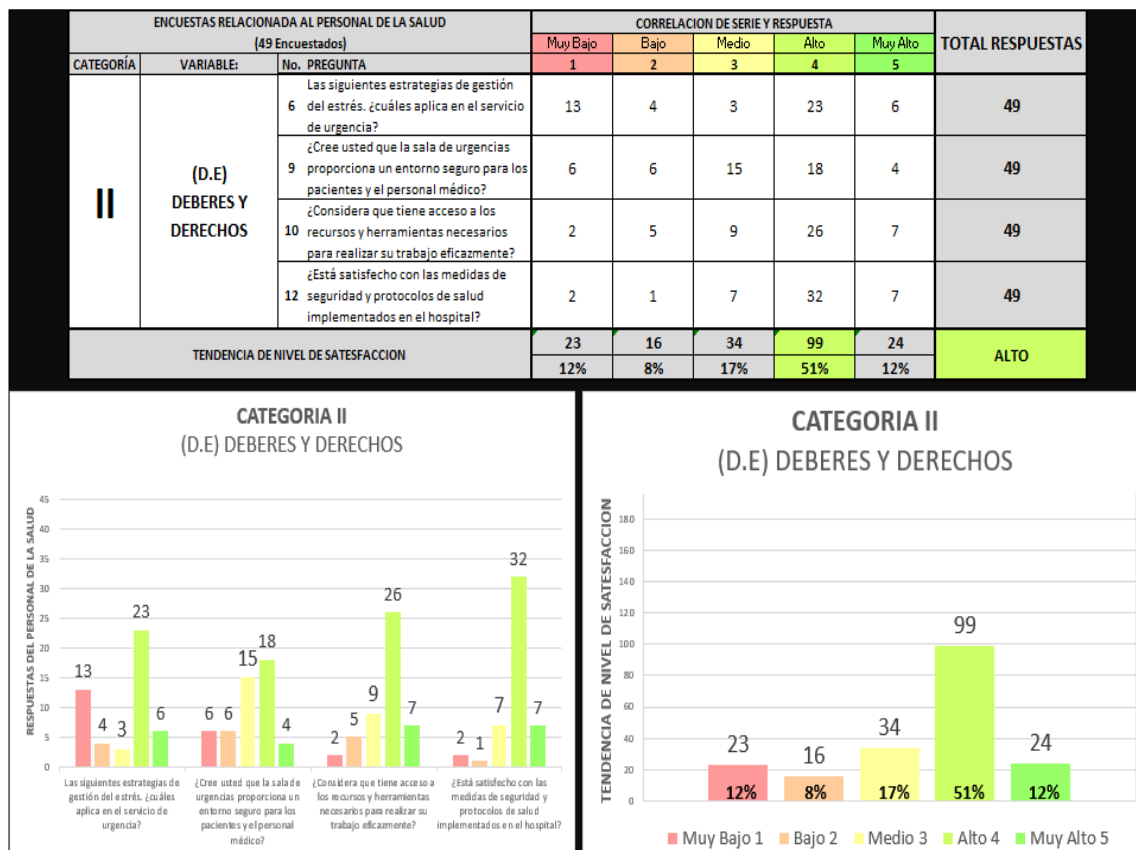 ENCUESTAS RELACIONADA AL PERSONAL DE LA SALUD
(49 Encuestados)
CORRELACION DE SERIE Y RESPUESTA
TOTAL RESPUESTAS
Muy Bajo Bajo Medio Alto Muy Alto
CATEGORÍA VARIABLE: No. PREGUNTA 1 2 3 4 5
II
(D.E)
DEBERES Y
DERECHOS
Las siguientes estrategias de gestión
6 del estrés. ¿cuáles aplica en el servicio 13 4 3 23 6 49
de urgencia?
¿Cree usted que la sala de urgencias
9 proporciona un entorno seguro para los 6 6 15 18 4 49
pacientes y el personal médico?
¿Considera que tiene acceso a los
10 recursos y herramientas necesarios 2 5 9 26 7 49
para realizar su trabajo eficazmente?
¿Está satisfecho con las medidas de
12 seguridad y protocolos de salud 2 1 7 32 7 49
implementados en el hospital?
TENDENCIA DE NIVEL DE SATESFACCION
23 16 34 99 24
12% 8% 17% 51% 12%
ALTO
CATEGORIA II
(D.E) DEBERES Y DERECHOS
RESPUESTAS DEL PERSONAL DE LA SALUD
45
40
35
30
25
20
15
10
5
0
13 4 3 23 6
6 6 15 18 4
2 5 9 26 7
2 1 7 32 7
Las siguientes estrategias de
gestión del estrés. ¿cuáles
aplica en el servicio de
urgencia?
¿Cree usted que la sala de
urgencias proporciona un
entorno seguro para los
pacientes y el personal
médico?
¿Considera que tiene acceso a
los recursos y herramientas
necesarios para realizar su
trabajo eficazmente?
¿Está satisfecho con las
medidas de seguridad y
protocolos de salud
implementados en el hospital?
CATEGORIA II
(D.E) DEBERES Y DERECHOS
TENDENCIA DE NIVEL DE SATESFACCION
180
160
140
120
100
80
60
40
20
0
23 16 34 99 24
12% 8% 17% 51% 12%
Muy Bajo 1 Bajo 2 Medio 3 Alto 4 Muy Alto 5